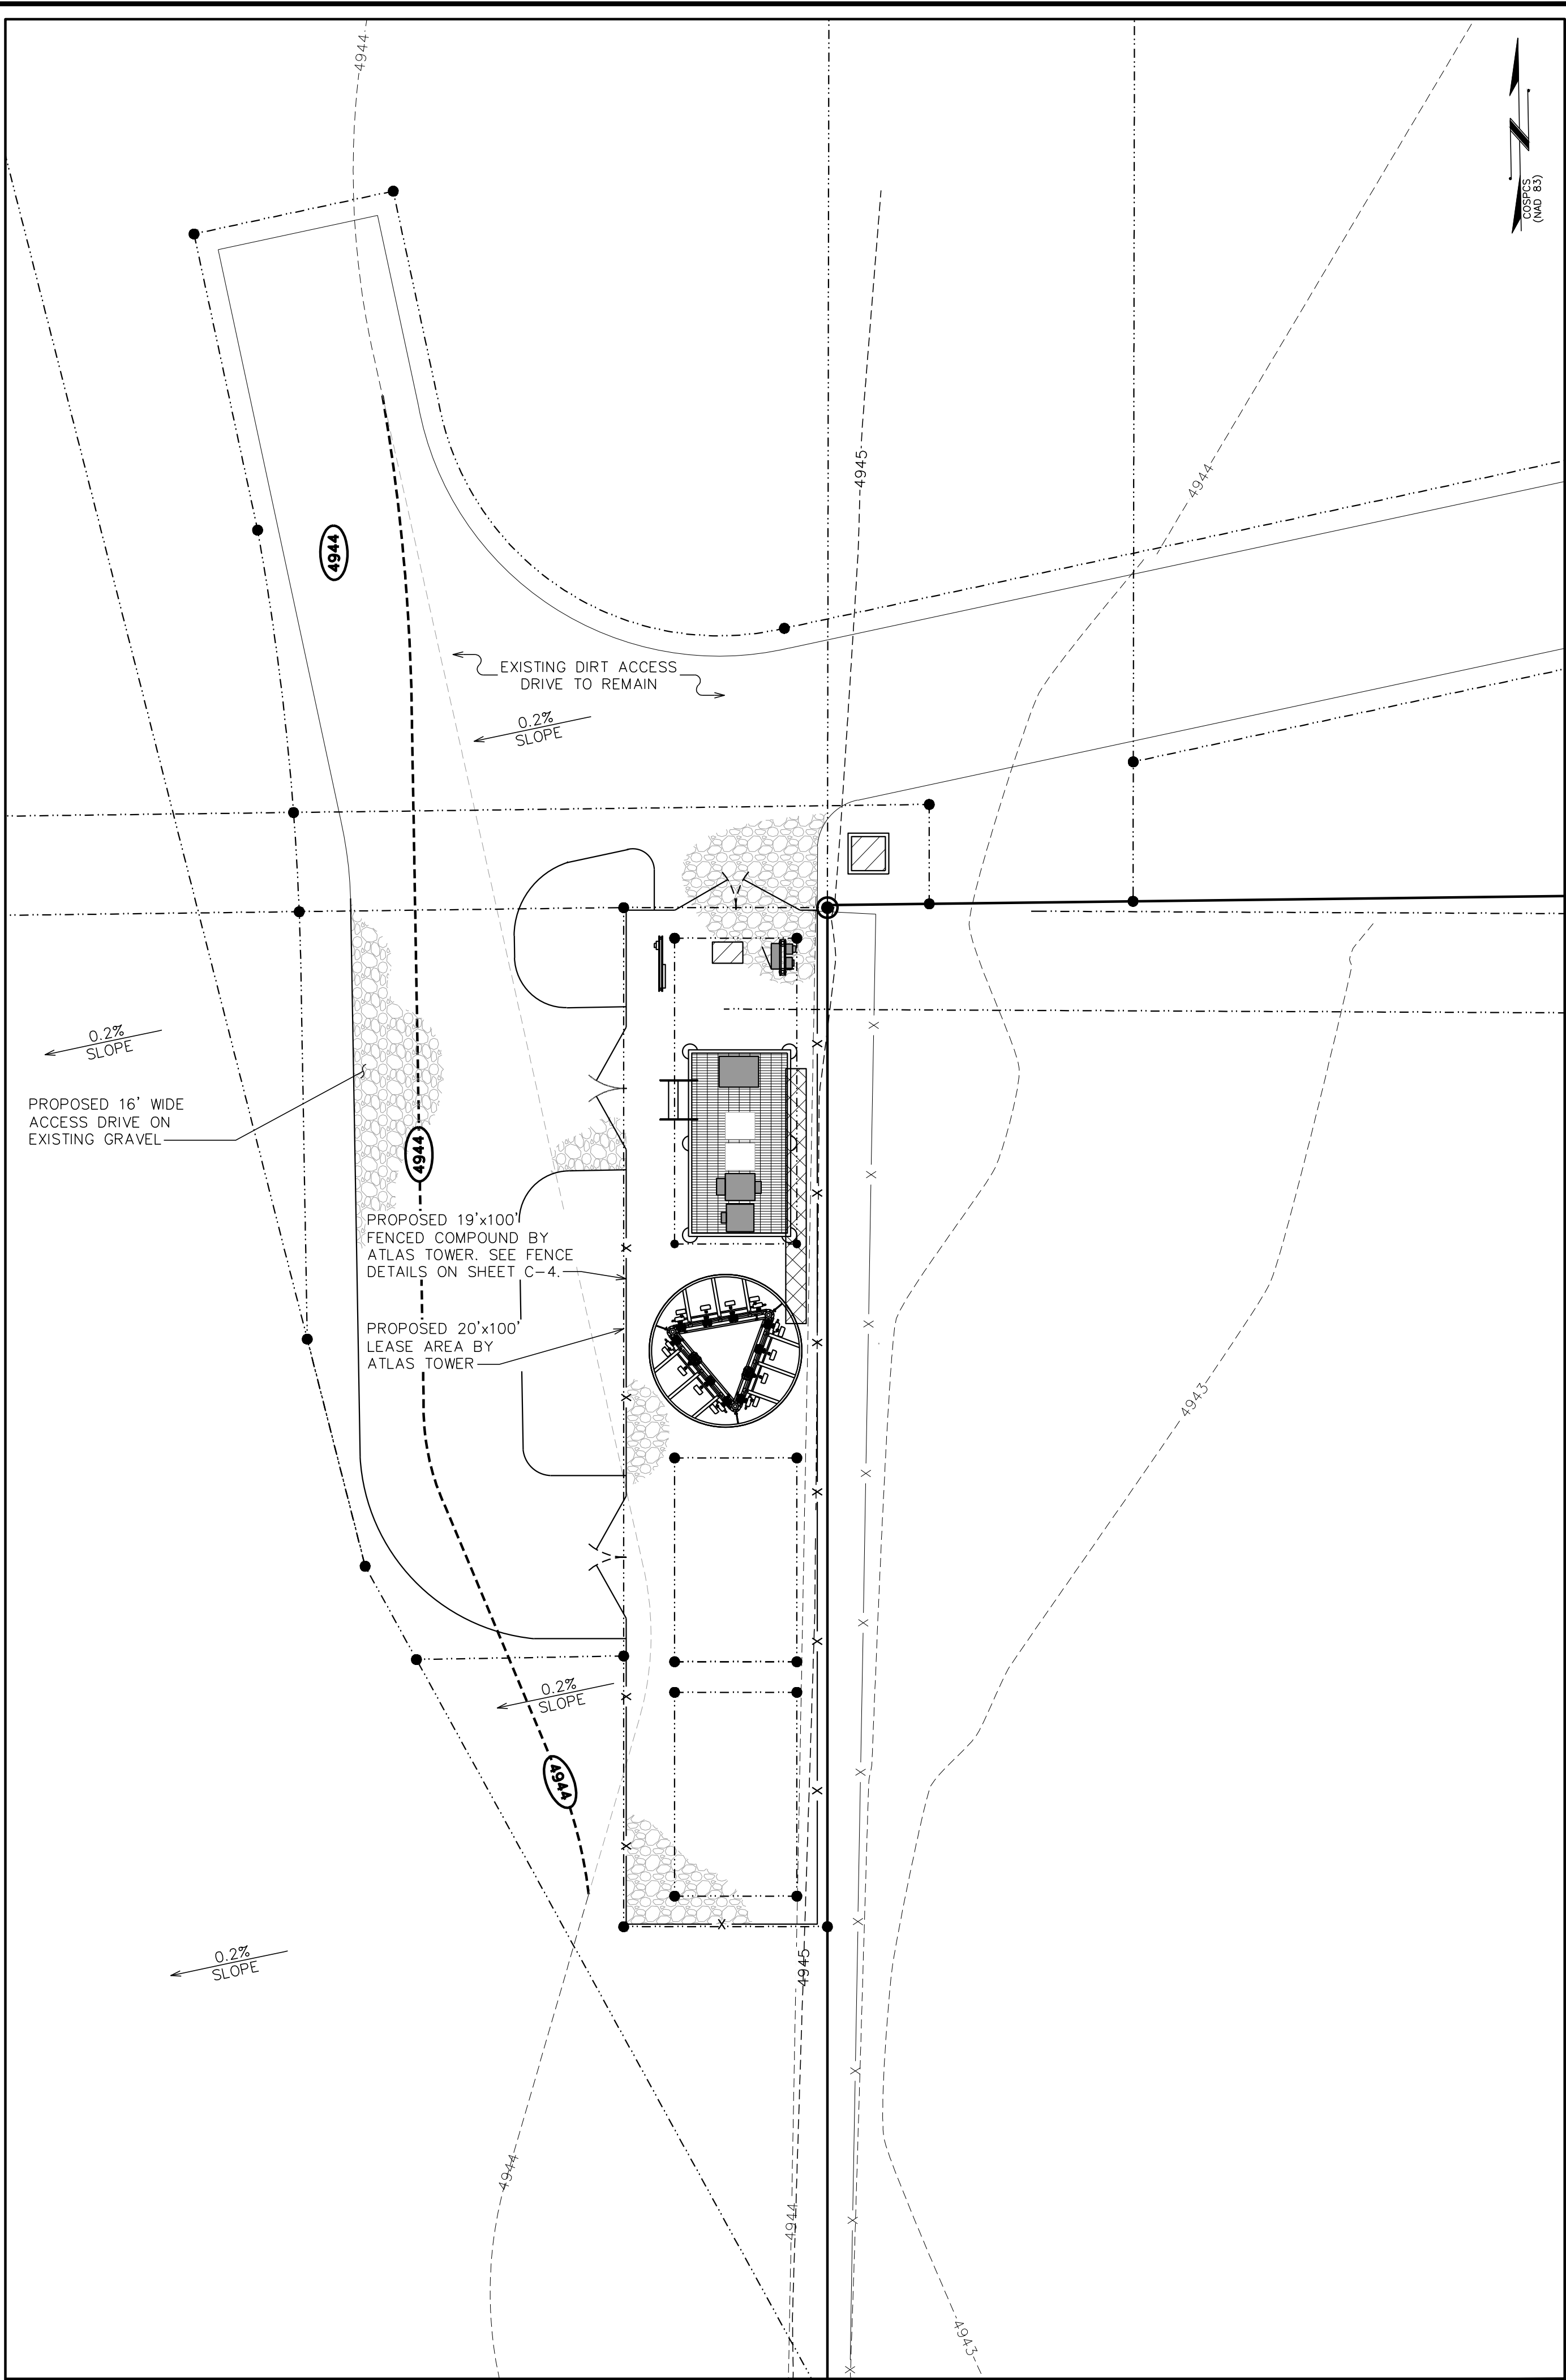 4944
COSPCS
(NAD 83)
4945
4944
4944
EXISTING DIRT ACCESS
DRIVE TO REMAIN
0.2%
SLOPE
0.2%
SLOPE
PROPOSED 16' WIDE
ACCESS DRIVE ON
EXISTING GRAVEL
4944
PROPOSED 19'x100'
FENCED COMPOUND BY
ATLAS TOWER. SEE FENCE
DETAILS ON SHEET C-4.
PROPOSED 20'x100'
LEASE AREA BY
ATLAS TOWER
4943
0.2%
SLOPE
4944
0.2%
SLOPE
4945
4944
4944
4943